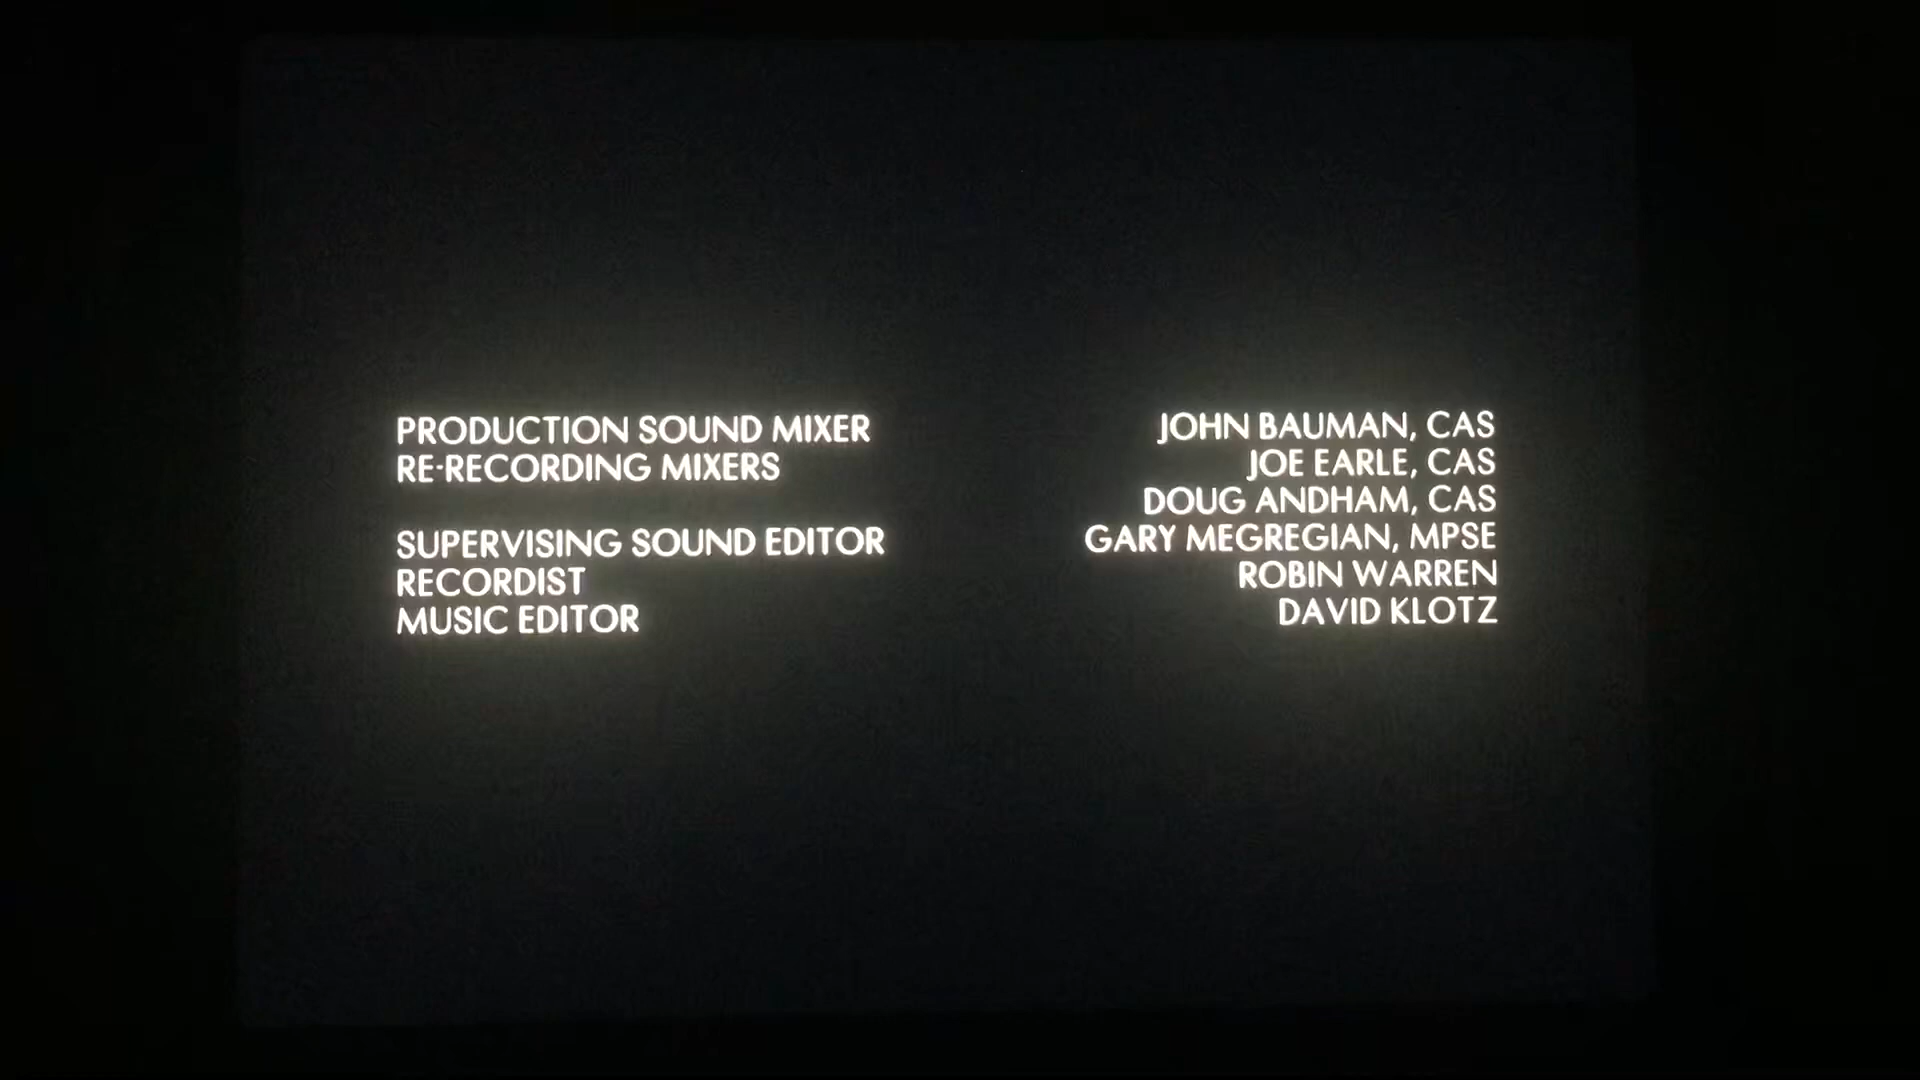 PRODUCTION SOUND MIXER JOHN BAUMAN, CAS
RE-RECORDING MIXERS JOE EARLE, CAS
DOUG ANDHAM, CAS
SUPERVISING SOUND EDITOR GARY MEGREGIAN, MPSE
RECORDIST ROBIN WARREN
MUSIC EDITOR DAVID KLOTZ